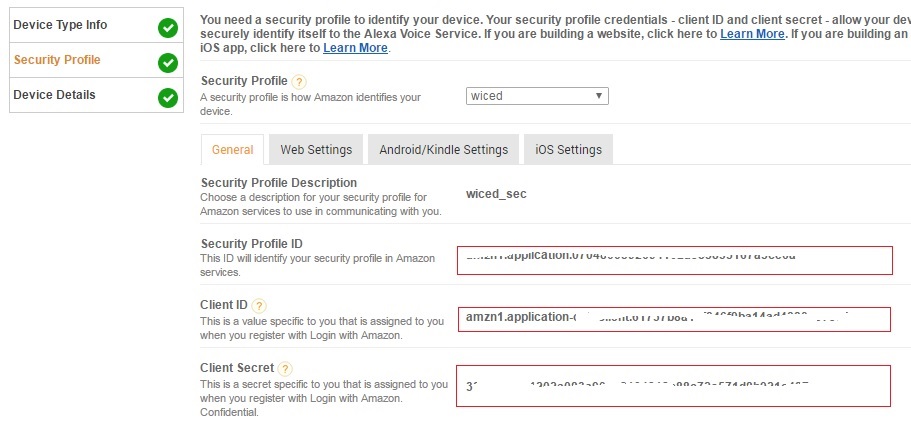 Device Type Info
Security Profile
Device Details
You need a security profile to identify your device. Your security profile credentials - client ID and client secret - allow your
securely identify itself to the Alexa Voice Service. If you are building a website, click here to Learn More. If you are building an
iOS app, click here to Learn More.
Security Profile ?
A security profile is how Amazon identifies your
device.
wiced
General Web Settings Android/Kindle Settings iOS Settings
Security Profile Description
Choose a description for your security profile for
Amazon services to use in communicating with you.
wiced_sec
Security Profile ID
This ID will identify your security profile in Amazon
services.
Client ID ?
This is a value specific to you that is assigned to you
when you register with Login with Amazon.
Client Secret ?
This is a secret specific to you that is assigned to you
when you register with Login with Amazon.
Confidential.